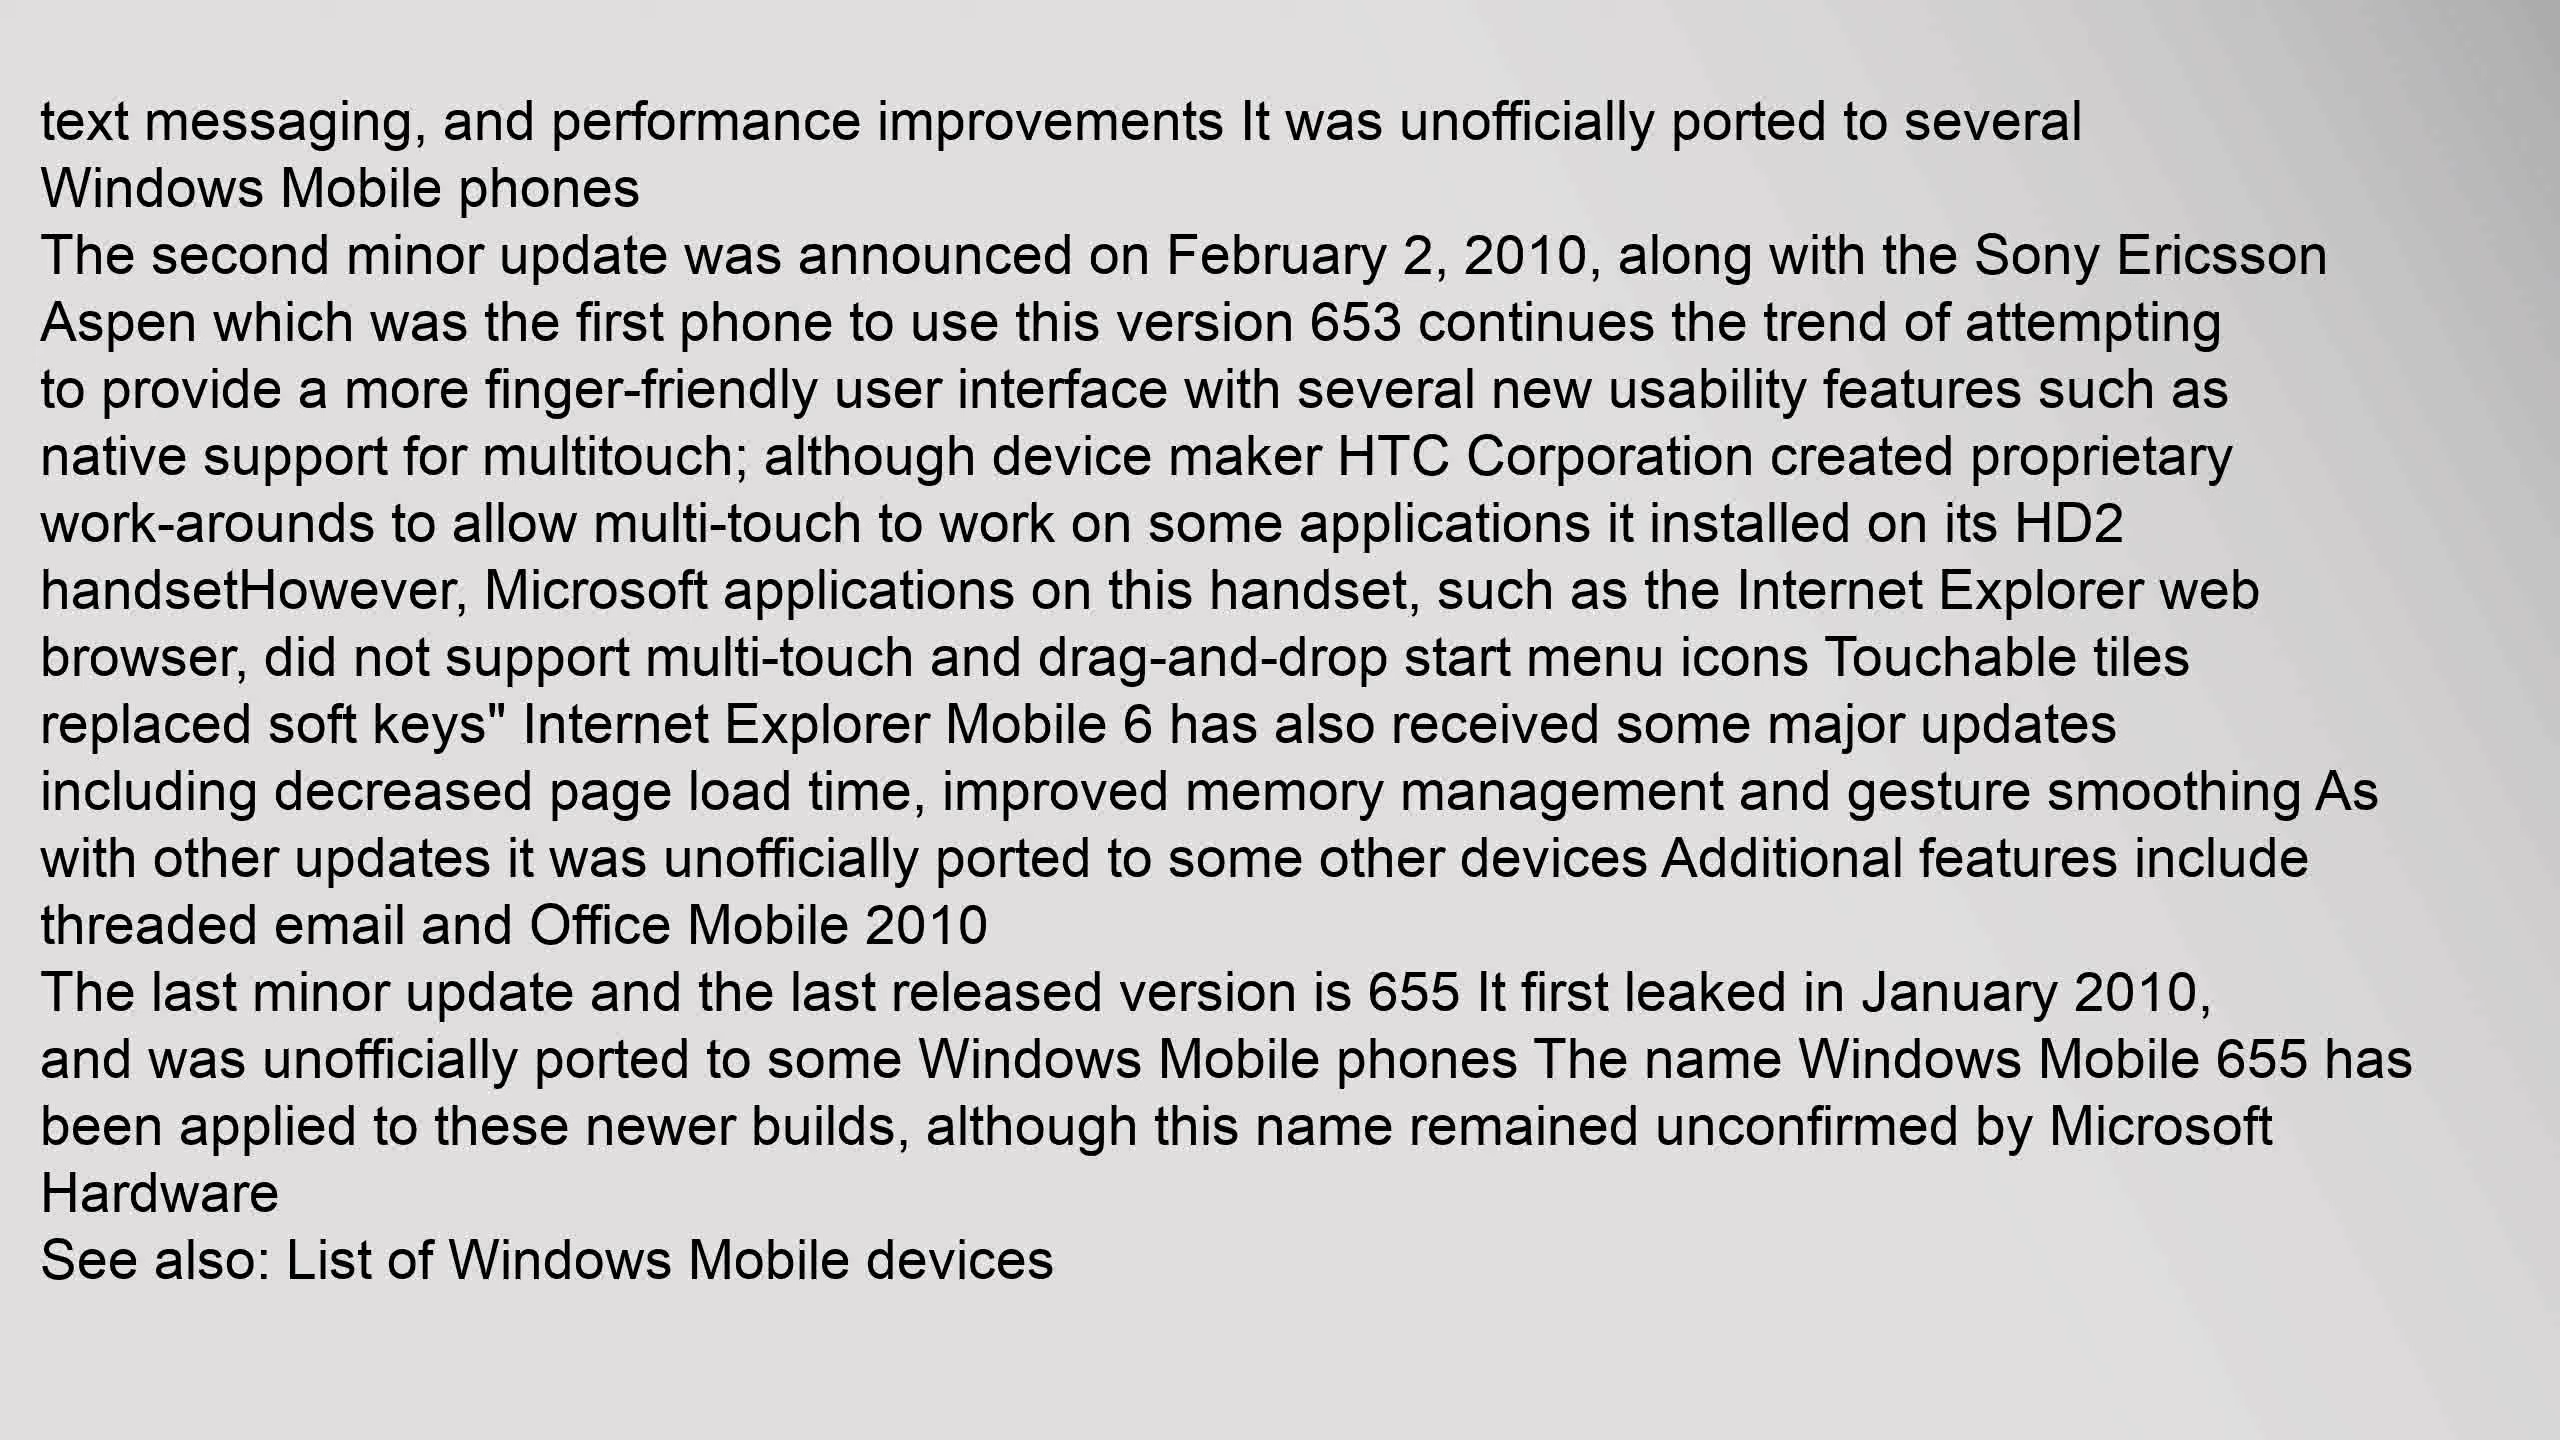 text messaging, and performance improvements It was unofficially ported to several
Windows Mobile phones
The second minor update was announced on February 2, 2010, along with the Sony Ericsson
Aspen which was the first phone to use this version 653 continues the trend of attempting
to provide a more finger-friendly user interface with several new usability features such as
native support for multitouch; although device maker HTC Corporation created proprietary
work-arounds to allow multi-touch to work on some applications it installed on its HD2
handsetHowever, Microsoft applications on this handset, such as the Internet Explorer web
browser, did not support multi-touch and drag-and-drop start menu icons Touchable tiles
replaced soft keys" Internet Explorer Mobile 6 has also received some major updates
including decreased page load time, improved memory management and gesture smoothing As
with other updates it was unofficially ported to some other devices Additional features include
threaded email and Office Mobile 2010
The last minor update and the last released version is 655 It first leaked in January 2010,
and was unofficially ported to some Windows Mobile phones The name Windows Mobile 655 has
been applied to these newer builds, although this name remained unconfirmed by Microsoft
Hardware
See also: List of Windows Mobile devices